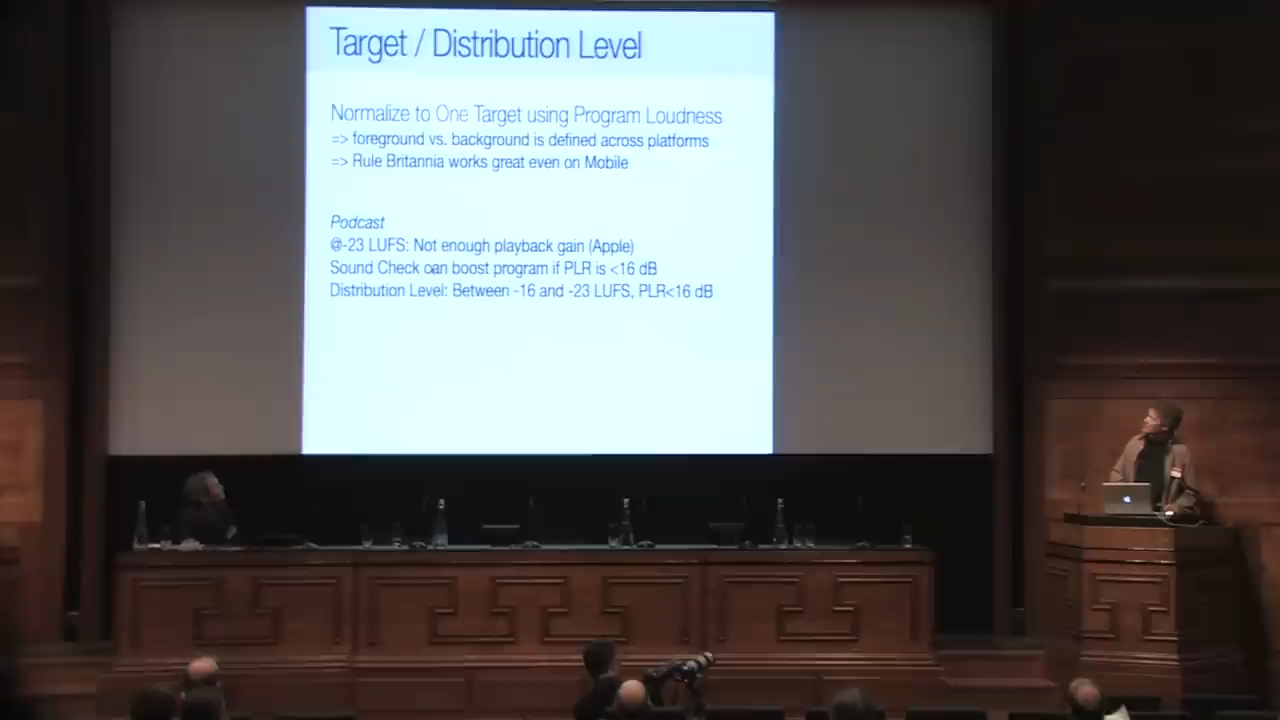 Target / Distribution Level
Normalize to One Target using Program Loudness
=> foreground vs. background is defined across platforms
=> Rule Britannia works great even on Mobile
Podcast
@-23 LUFS: Not enough playback gain (Apple)
Sound Check can boost program if PLR is <16 dB
Distribution Level: Between -16 and -23 LUFS, PLR<16 dB